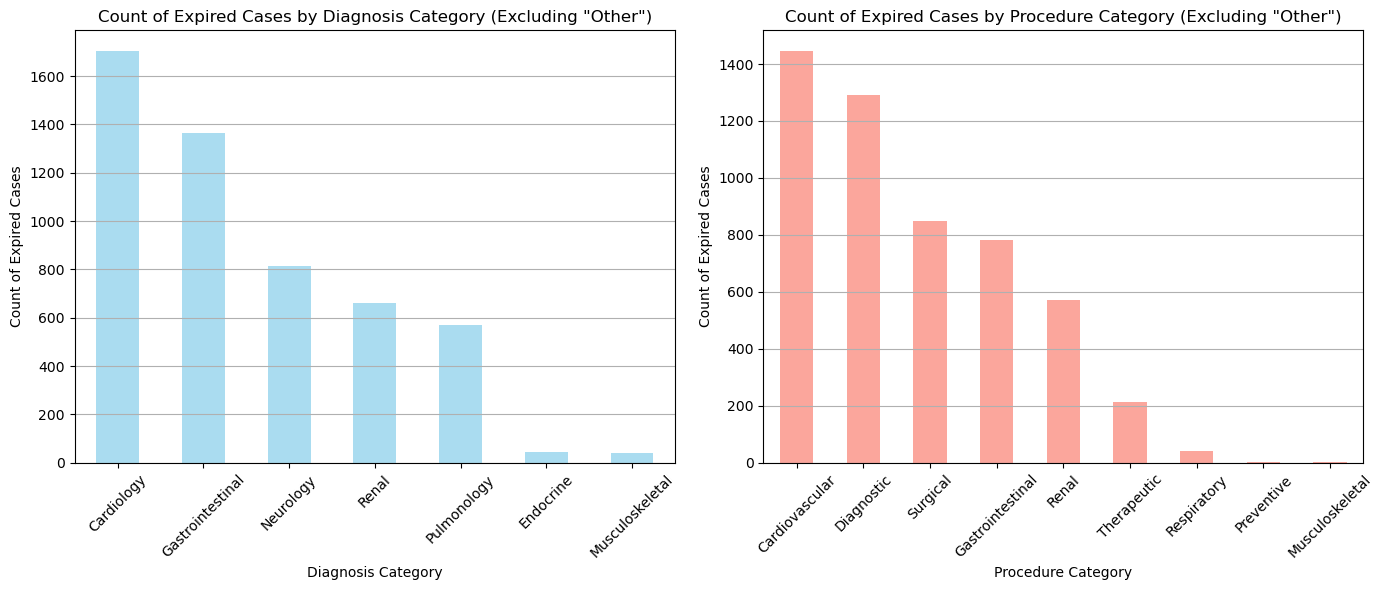 Count of Expired Cases by Diagnosis Category (Excluding "Other")
Count of Expired Cases
1600
1400
1200
1000
800
600
400
200
0
Cardiology
Gastrointestinal
Neurology
Renal
Pulmonology
Endocrine
Musculoskeletal
Diagnosis Category
Count of Expired Cases by Procedure Category (Excluding "Other")
Count of Expired Cases
1400
1200
1000
800
600
400
200
0
Cardiovascular
Diagnostic
Surgical
Gastrointestinal
Renal
Therapeutic
Respiratory
Preventive
Musculoskeletal
Procedure Category